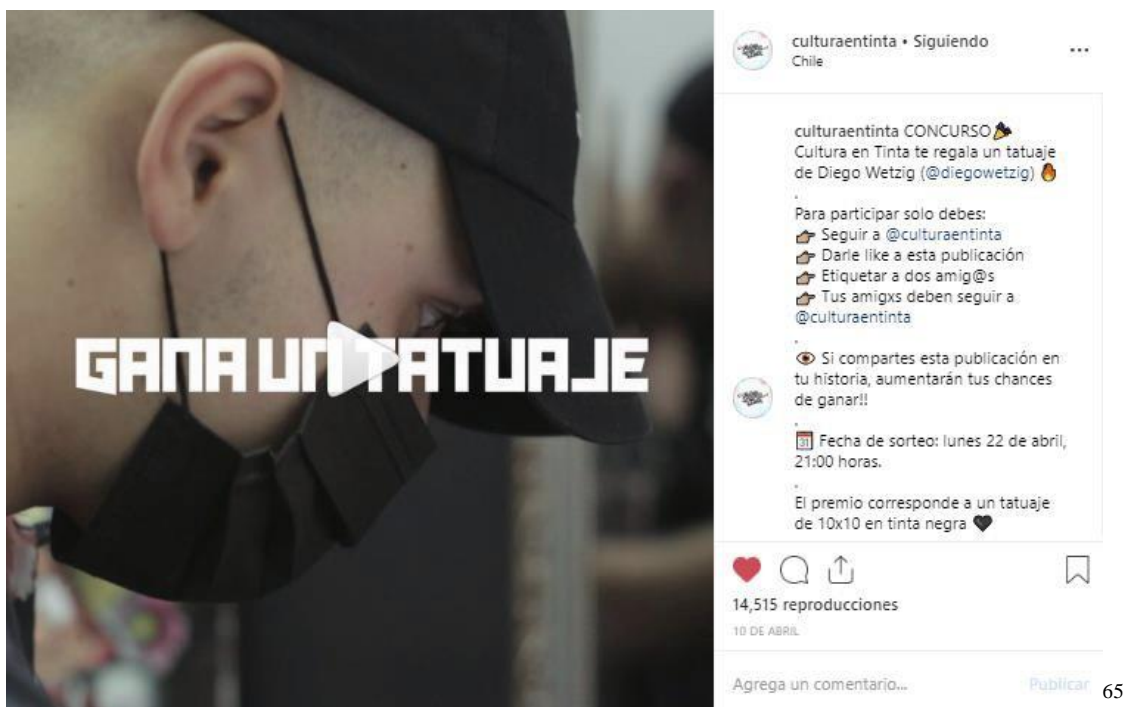 GANA UN TATUAJE
culturaentinta • Siguiendo
Chile
culturaentinta CONCURSO🎉
Cultura en Tinta te regala un tatuaje
de Diego Wetzig (@diegowetzig) 🔥
.
Para participar solo debes:
👉🏽 Seguir a @culturaentinta
👉🏽 Darle like a esta publicación
👉🏽 Etiquetar a dos amig@s
👉🏽 Tus amigxs deben seguir a
@culturaentinta
.
👁 Si compartes esta publicación en
tu historia, aumentarán tus chances
de ganar!!
.
📅 Fecha de sorteo: lunes 22 de abril,
21:00 horas.
.
El premio corresponde a un tatuaje
de 10x10 en tinta negra 🖤
14,515 reproducciones
10 DE ABRIL
Agrega un comentario... Publicar
65